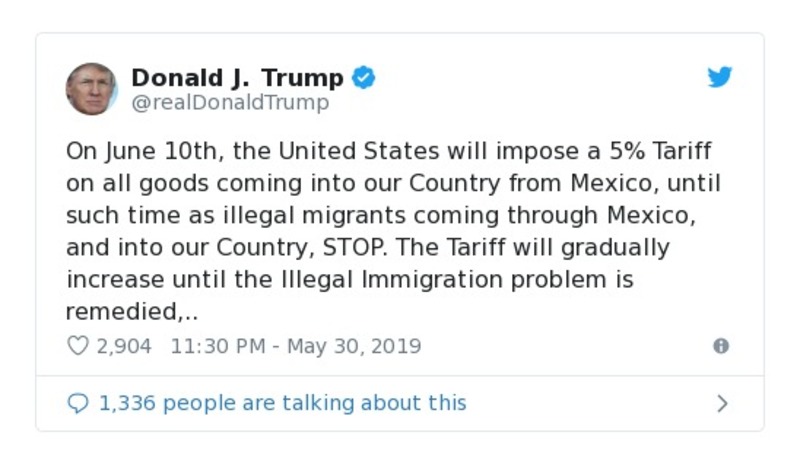 Donald J. Trump
@realDonaldTrump
On June 10th, the United States will impose a 5% Tariff
on all goods coming into our Country from Mexico, until
such time as illegal migrants coming through Mexico,
and into our Country, STOP. The Tariff will gradually
increase until the Illegal Immigration problem is
remedied,..
2,904 11:30 PM - May 30, 2019
1,336 people are talking about this